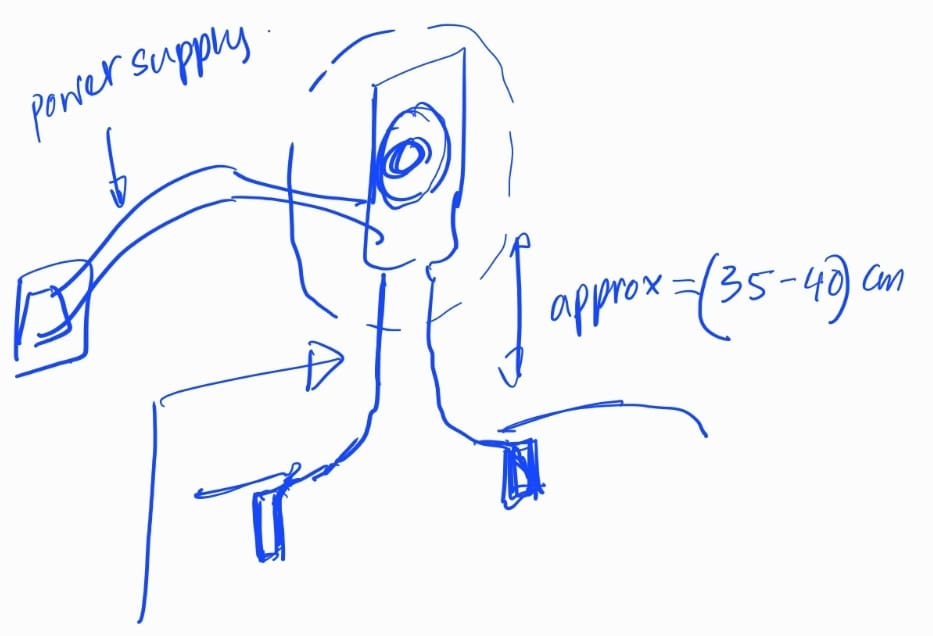 power supply
approx = (35-40) cm